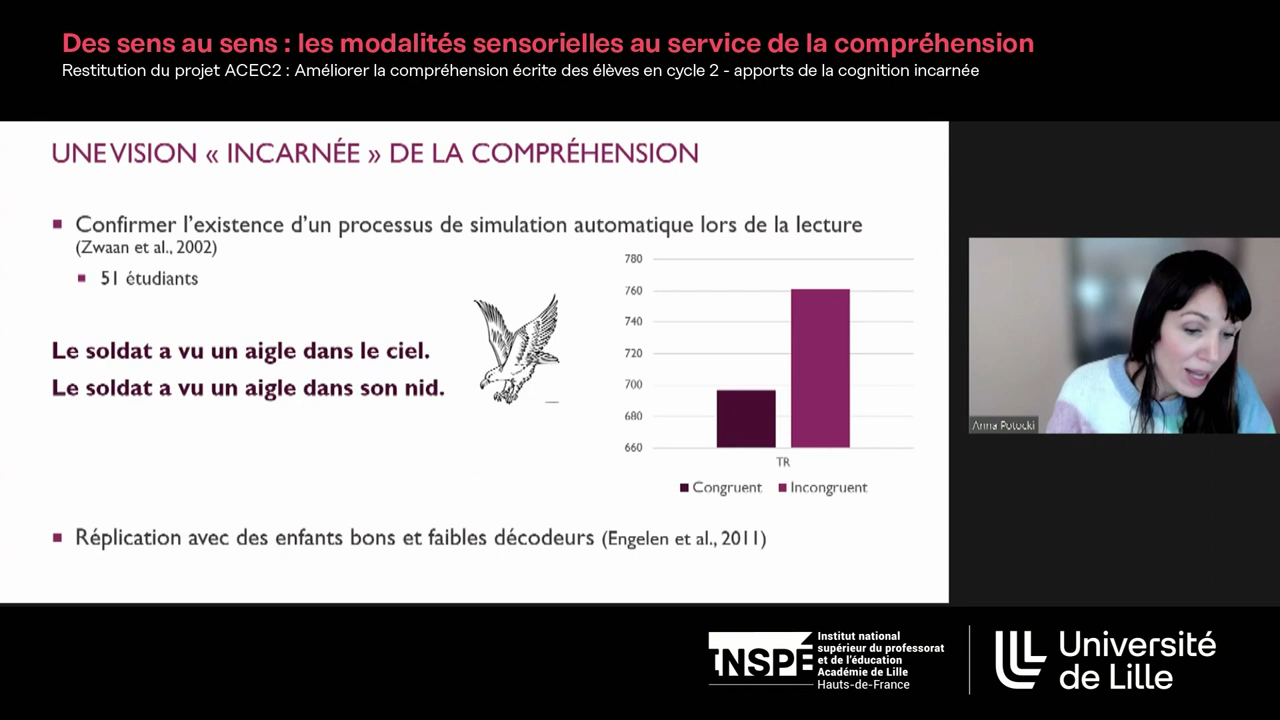 Des sens au sens : les modalités sensorielles au service de la compréhension
Restitution du projet ACEC2 : Améliorer la compréhension écrite des élèves en cycle 2 - apports de la cognition incarnée
UNE VISION « INCARNÉE » DE LA COMPRÉHENSION
Confirmer l'existence d'un processus de simulation automatique lors de la lecture
(Zwaan et al., 2002)
51 étudiants
Le soldat a vu un aigle dans le ciel.
Le soldat a vu un aigle dans son nid.
780
760
740
720
700
680
660
TR
Congruent Incongruent
Réplication avec des enfants bons et faibles décodeurs (Engelen et al., 2011)
Anna Potocki
INSPÉ
Institut national
supérieur du professorat
et de l'éducation
Académie de Lille
Hauts-de-France
Université
de Lille